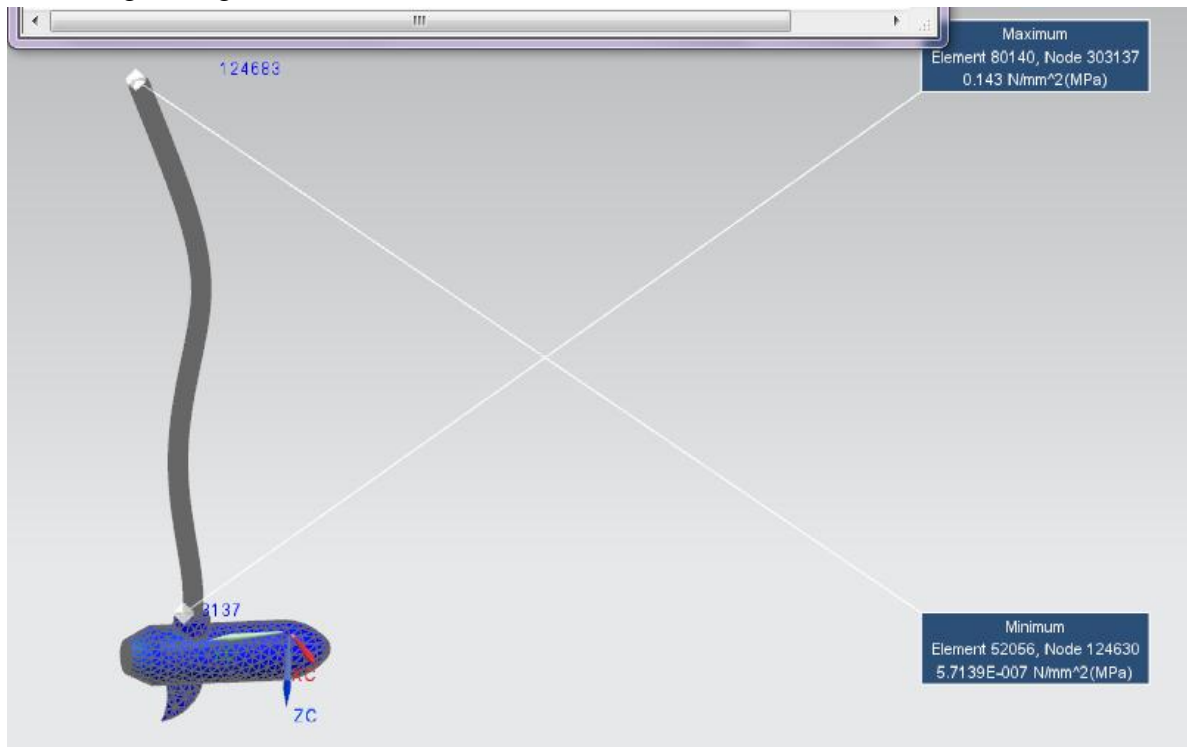 Maximum
Element 80140, Node 303137
0.143 N/mm^2(MPa)
124683
3137
XC
ZC
Minimum
Element 52056, Node 124630
5.7139E-007 N/mm^2(MPa)